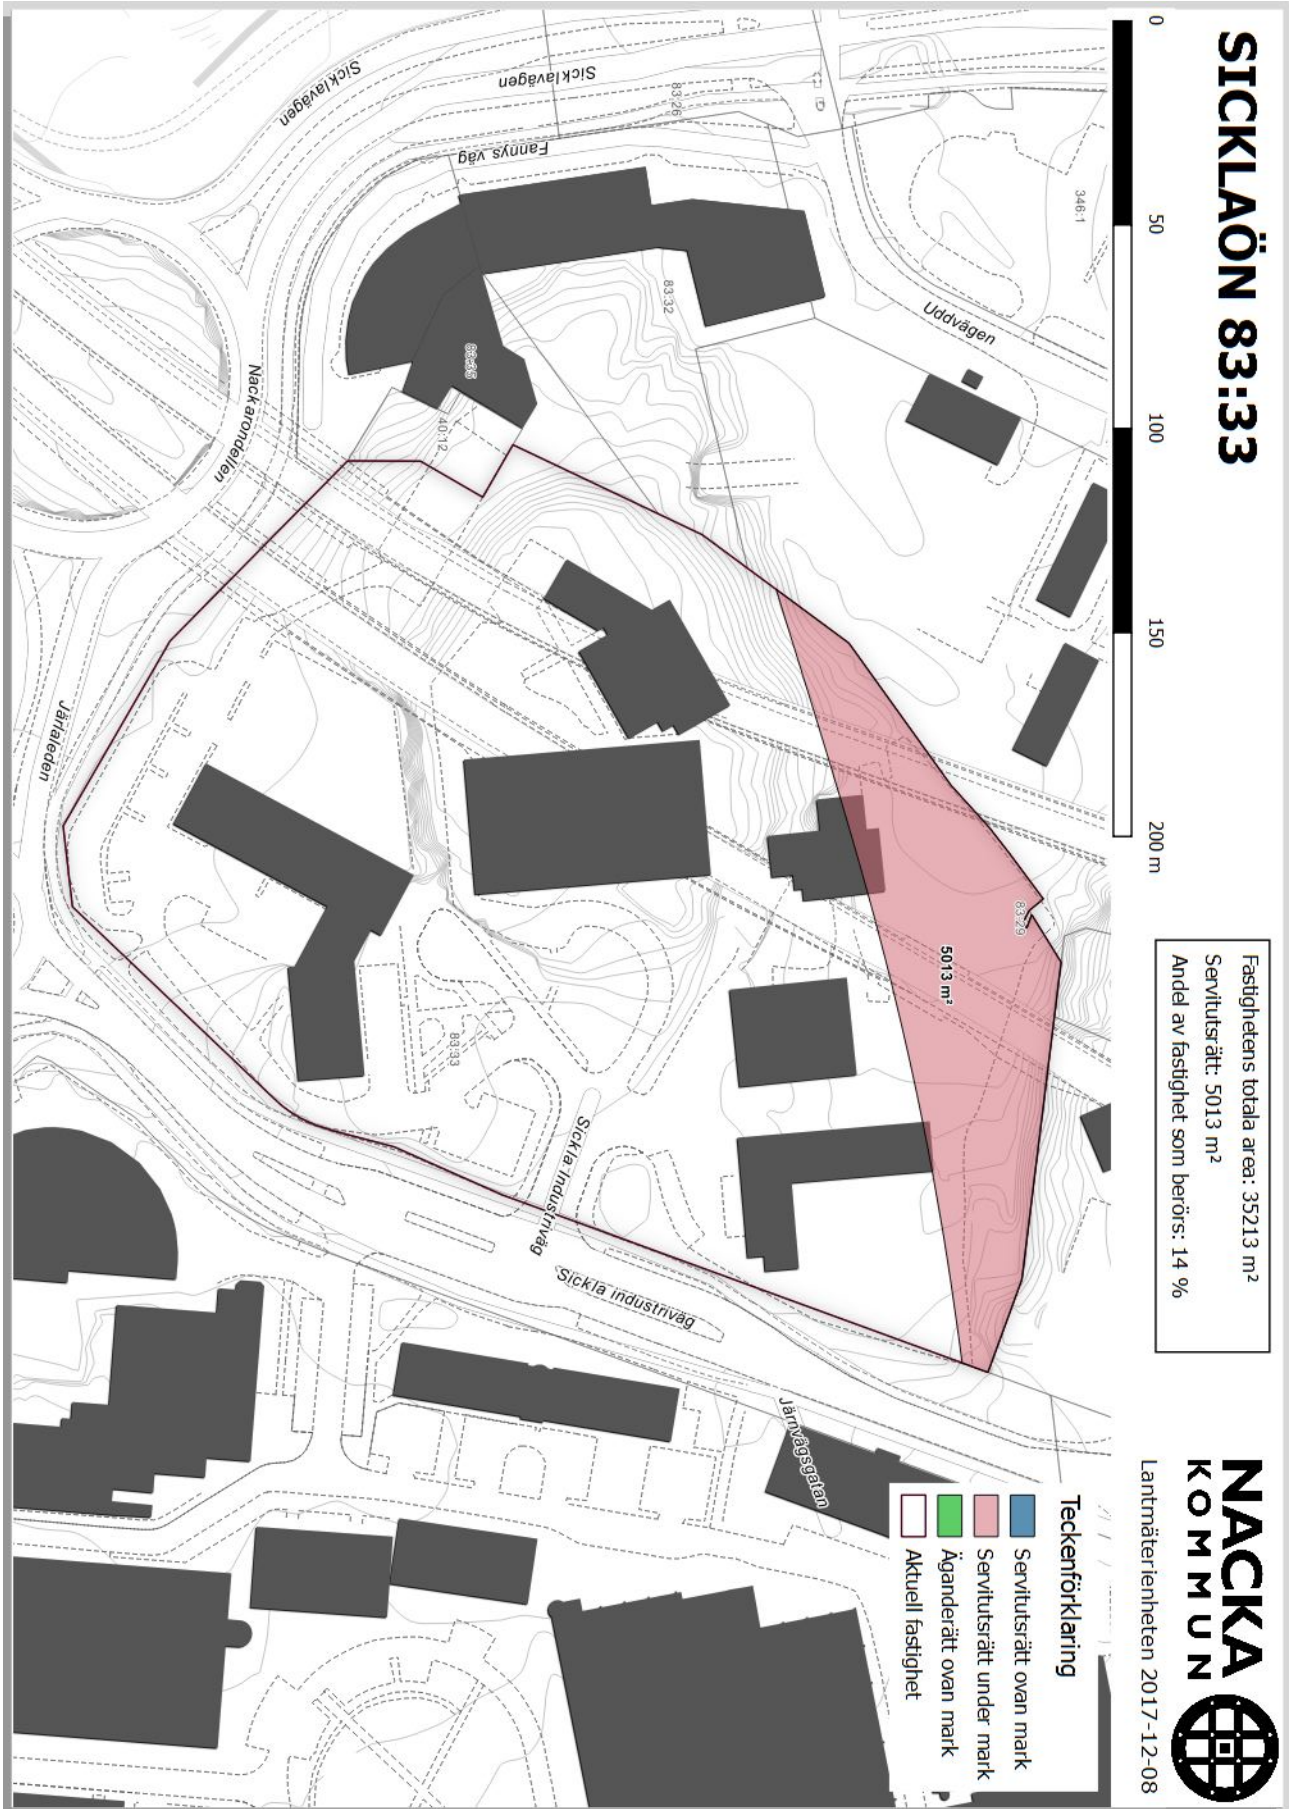 SICKLAÖN 83:33
0
50
100
150
200 m
Fastighetens totala area: 35213 m²
Servitutsrätt: 5013 m²
Andel av fastighet som berörs: 14 %
NACKA
KOMMUN
Lantmäterienheten 2017-12-08
Teckenförklaring
Servitutsrätt ovan mark
Servitutsrätt under mark
Äganderätt ovan mark
Aktuell fastighet
346:1
Uddvägen
83:26
Sicklavägen
Sicklavägen
Fannys väg
83:32
40:12
Nackarondellen
Järlaleden
83:29
5013 m²
83:33
Sickla industriväg
Sickla industriväg
Järnvägsgatan